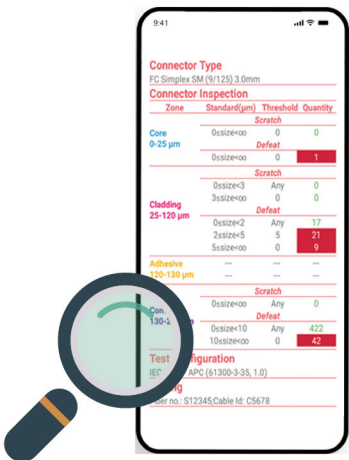 9:41
Connector Type
FC Simplex SM (9/125) 3.0mm
Connector Inspection
Zone Standard(μm) Threshold Quantity
Scratch
Core
0-25 μm
0≤size<∞ 0 0
Defeat
0≤size<∞ 0 1
Scratch
Cladding
25-120 μm
0≤size<3 Any 0
3≤size<∞ 0 0
Defeat
0≤size<2 Any 17
2≤size<5 5 21
5≤size<∞ 0 9
Adhesive
120-130 μm
--- --- ---
--- --- ---
Scratch
0≤size<∞ Any 0
Defeat
0≤size<10 Any 422
10≤size<∞ 0 42
APC (61300-3-35, 1.0)
no.: S12345;Cable Id: C5678